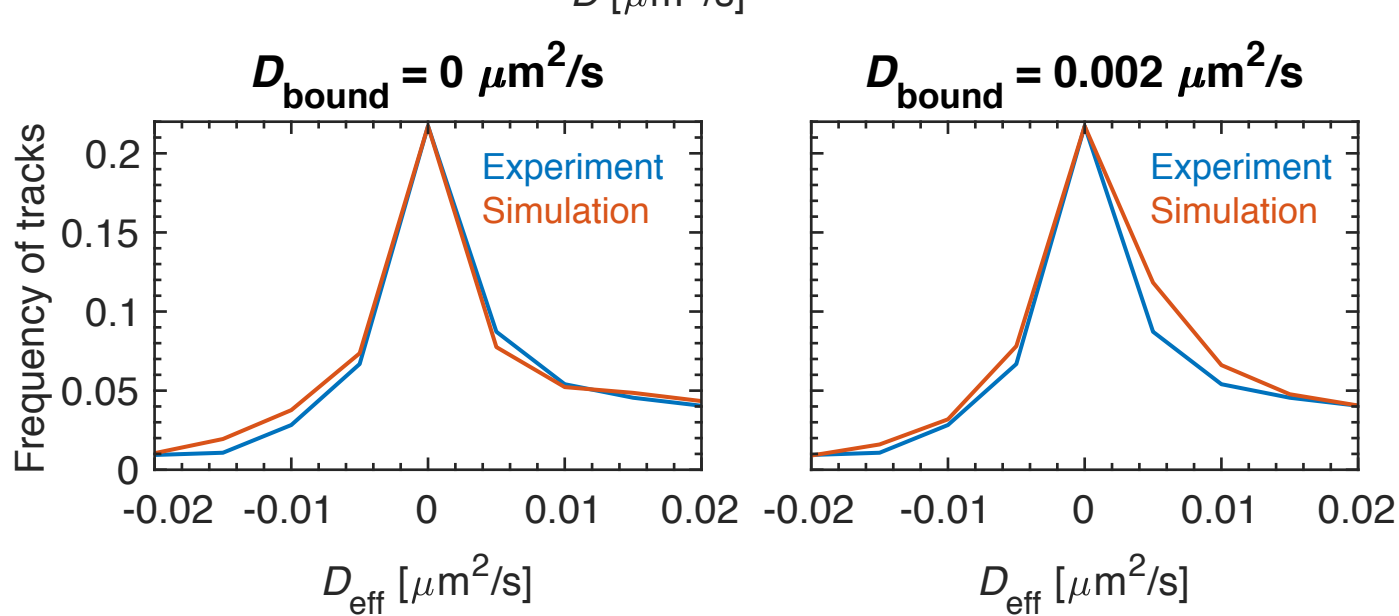 D [μm²/s]
D_bound = 0 μm²/s
D_bound = 0.002 μm²/s
Frequency of tracks
0.2
0.15
0.1
0.05
0
Experiment
Simulation
Experiment
Simulation
-0.02 -0.01 0 0.01 0.02
-0.02 -0.01 0 0.01 0.02
D_eff [μm²/s]
D_eff [μm²/s]